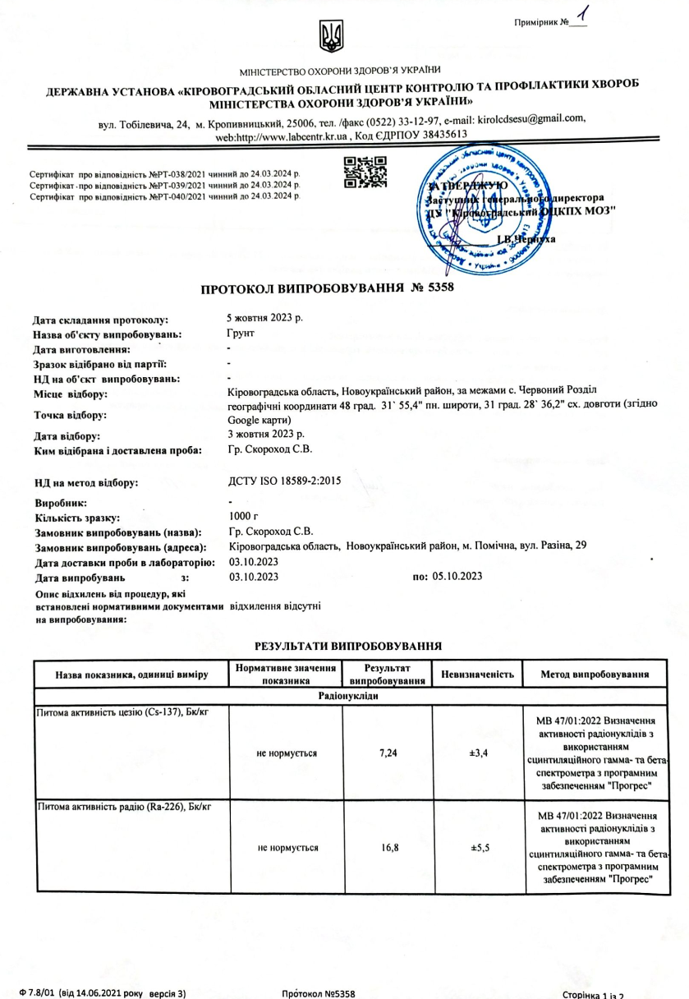 Примірник № 1
МІНІСТЕРСТВО ОХОРОНИ ЗДОРОВ'Я УКРАЇНИ
ДЕРЖАВНА УСТАНОВА «КІРОВОГРАДСЬКИЙ ОБЛАСНИЙ ЦЕНТР КОНТРОЛЮ ТА ПРОФІЛАКТИКИ ХВОРОБ
МІНІСТЕРСТВА ОХОРОНИ ЗДОРОВ'Я УКРАЇНИ»
вул. Тобілевича, 24, м. Кропивницький, 25006, тел. /факс (0522) 33-12-97, e-mail: kirolcdsesu@gmail.com,
web:http://www.labcentr.kr.ua , Код ЄДРПОУ 38435613
Сертифікат про відповідність №РТ-038/2021 чинний до 24.03.2024 р.
Сертифікат про відповідність №РТ-039/2021 чинний до 24.03.2024 р.
Сертифікат про відповідність №РТ-040/2021 чинний до 24.03.2024 р.
ЗАТВЕРДЖУЮ
Заступник генерального директора
ДУ "Кіровоградський ОЦКПХ МОЗ"
І.В.Чернуха
ПРОТОКОЛ ВИПРОБОВУВАННЯ № 5358
Дата складання протоколу: 5 жовтня 2023 р.
Назва об'єкту випробовувань: Грунт
Дата виготовлення: -
Зразок відібрано від партії: -
НД на об'єкт випробовувань: -
Місце відбору: Кіровоградська область, Новоукраїнський район, за межами с. Червоний Розділ
Точка відбору: географічні координати 48 град. 31` 55,4" пн. широти, 31 град. 28` 36,2" сх. довготи (згідно
Google карти)
Дата відбору: 3 жовтня 2023 р.
Ким відібрана і доставлена проба: Гр. Скороход С.В.
НД на метод відбору: ДСТУ ISO 18589-2:2015
Виробник: -
Кількість зразку: 1000 г
Замовник випробовувань (назва): Гр. Скороход С.В.
Замовник випробовувань (адреса): Кіровоградська область, Новоукраїнський район, м. Помічна, вул. Разіна, 29
Дата доставки проби в лабораторію: 03.10.2023
Дата випробувань з: 03.10.2023 по: 05.10.2023
Опис відхилень від процедур, які
встановлені нормативними документами відхилення відсутні
на випробовування:
РЕЗУЛЬТАТИ ВИПРОБОВУВАННЯ
Назва показника, одиниці виміру
Нормативне значення
показника
Результат
випробовування
Невизначеність
Метод випробовування
Радіонукліди
Питома активність цезію (Cs-137), Бк/кг
не нормується
7,24
±3,4
МВ 47/01:2022 Визначення
активності радіонуклідів з
використанням
сцинтиляційного гамма- та бета-
спектрометра з програмним
забезпеченням "Прогрес"
Питома активність радію (Ra-226), Бк/кг
не нормується
16,8
±5,5
МВ 47/01:2022 Визначення
активності радіонуклідів з
використанням
сцинтиляційного гамма- та бета-
спектрометра з програмним
забезпеченням "Прогрес"
Ф 7.8/01 (від 14.06.2021 року версія 3) Протокол №5358 Сторінка 1 із 2